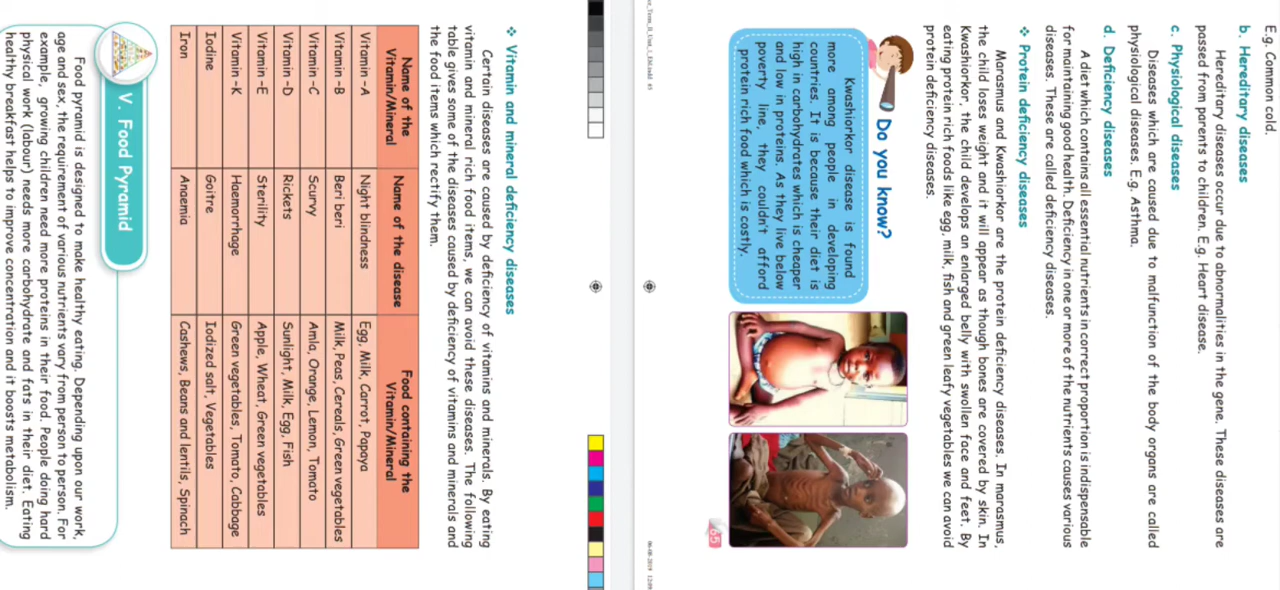 E.g. Common cold.
b. Hereditary diseases
Hereditary diseases occur due to abnormalities in the gene. These diseases are
passed from parents to children. E.g. Heart disease.
c. Physiological diseases
Diseases which are caused due to malfunction of the body organs are called
physiological diseases. E.g. Asthma.
d. Deficiency diseases
A diet which contains all essential nutrients in correct proportion is indispensable
for maintaining good health. Deficiency in one or more of the nutrients causes various
diseases. These are called deficiency diseases.
❖ Protein deficiency diseases
Marasmus and Kwashiorkor are the protein deficiency diseases. In marasmus,
the child loses weight and it will appear as though bones are covered by skin. In
Kwashiorkor, the child develops an enlarged belly with swollen face and feet. By
eating protein rich foods like egg, milk, fish and green leafy vegetables we can avoid
protein deficiency diseases.
Do you know?
Kwashiorkor disease is found
more among people in developing
countries. It is because their diet is
high in carbohydrates which is cheaper
and low in proteins. As they live below
poverty line, they couldn't afford
protein rich food which is costly.
65
06-08-2019 12:09
❖ Vitamin and mineral deficiency diseases
Certain diseases are caused by deficiency of vitamins and minerals. By eating
vitamin and mineral rich food items, we can avoid these diseases. The following
table gives some of the diseases caused by deficiency of vitamins and minerals and
the food items which rectify them.
Name of the Vitamin/Mineral Name of the disease Food containing the Vitamin/Mineral
Vitamin -A Night blindness Egg, Milk, Carrot, Papaya
Vitamin -B Beri beri Milk, Peas, Cereals, Green vegetables
Vitamin -C Scurvy Amla, Orange, Lemon, Tomato
Vitamin -D Rickets Sunlight, Milk, Egg, Fish
Vitamin -E Sterility Apple, Wheat, Green vegetables
Vitamin -K Haemorrhage Green vegetables, Tomato, Cabbage
Iodine Goitre Iodized salt, Vegetables
Iron Anaemia Cashews, Beans and lentils, Spinach
V. Food Pyramid
Food pyramid is designed to make healthy eating. Depending upon our work,
age and sex, the requirement of various nutrients vary from person to person. For
example, growing children need more proteins in their food. People doing hard
physical work (labour) needs more carbohydrate and fats in their diet. Eating
healthy breakfast helps to improve concentration and it boosts metabolism.